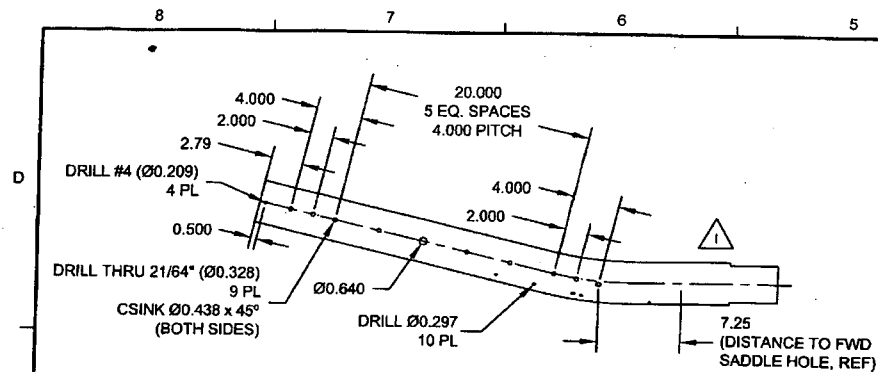 8 7 6 5
D
20.000
5 EQ. SPACES
4.000 PITCH
4.000
2.000
2.79
DRILL #4 (Ø0.209)
4 PL
0.500
4.000
2.000
1
DRILL THRU 21/64" (Ø0.328)
9 PL
CSINK Ø0.438 x 45º
(BOTH SIDES)
Ø0.640
DRILL Ø0.297
10 PL
7.25
(DISTANCE TO FWD
SADDLE HOLE, REF)